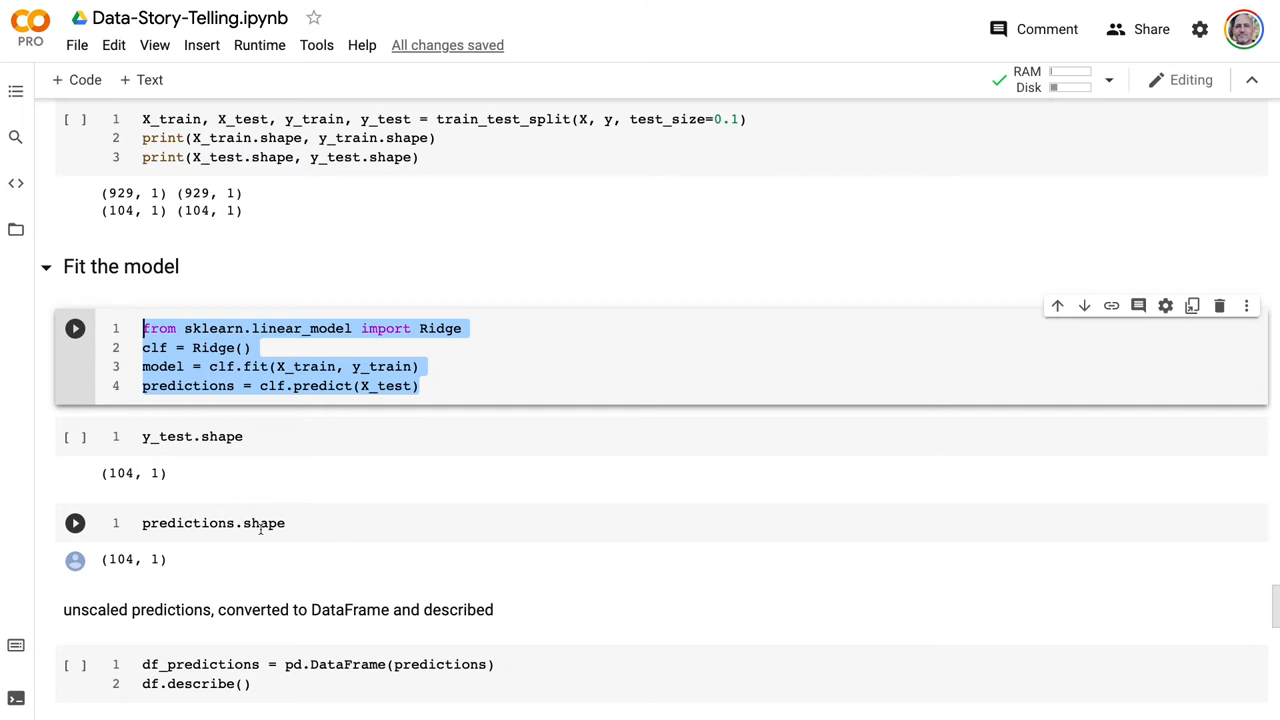 CO
PRO
Data-Story-Telling.ipynb
File Edit View Insert Runtime Tools Help All changes saved
Comment Share
+ Code + Text
RAM
Disk
Editing
[ ] 1 X_train, X_test, y_train, y_test = train_test_split(X, y, test_size=0.1)
2 print(X_train.shape, y_train.shape)
3 print(X_test.shape, y_test.shape)
(929, 1) (929, 1)
(104, 1) (104, 1)
Fit the model
1 from sklearn.linear_model import Ridge
2 clf = Ridge()
3 model = clf.fit(X_train, y_train)
4 predictions = clf.predict(X_test)
[ ] 1 y_test.shape
(104, 1)
1 predictions.shape
(104, 1)
unscaled predictions, converted to DataFrame and described
[ ] 1 df_predictions = pd.DataFrame(predictions)
2 df.describe()